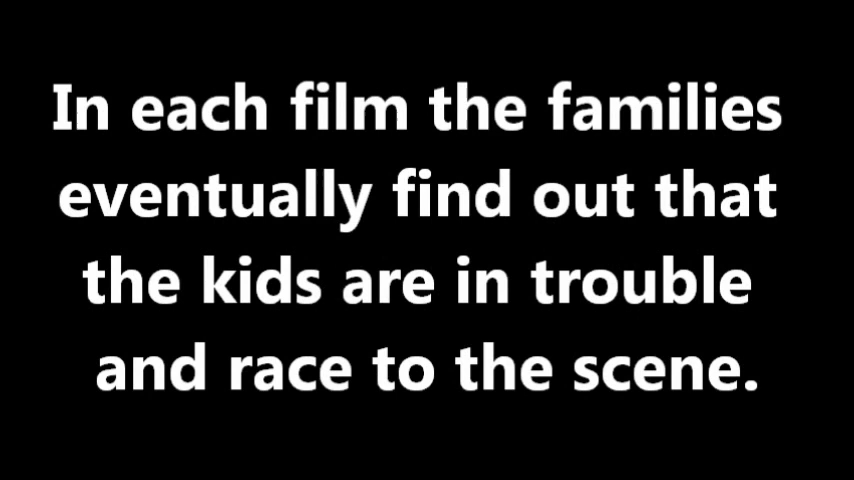 In each film the families
eventually find out that
the kids are in trouble
and race to the scene.